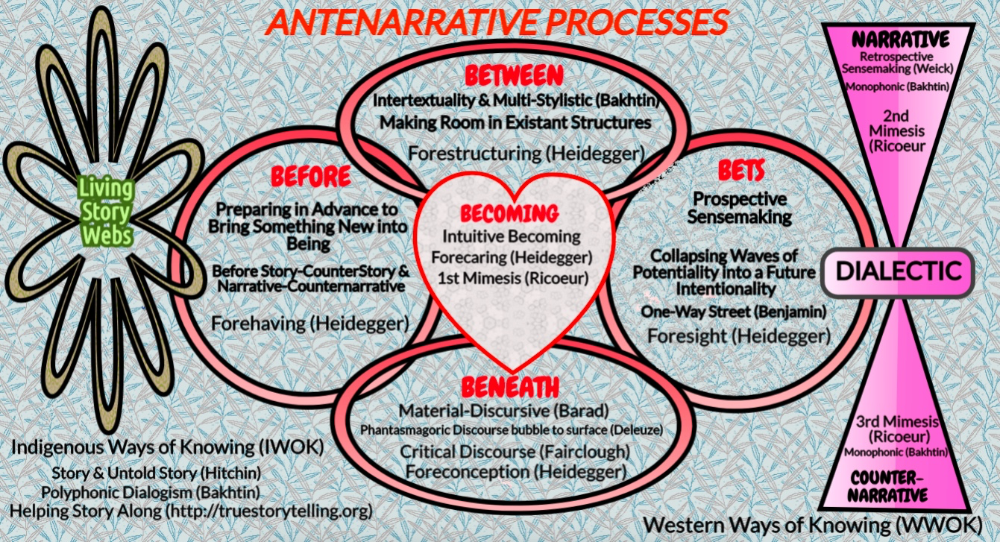 ANTENARRATIVE PROCESSES
Living
Story
Webs
BEFORE
Preparing in Advance to
Bring Something New into
Being
Before Story-CounterStory &
Narrative-Counternarrative
Forehaving (Heidegger)
BETWEEN
Intertextuality & Multi-Stylistic (Bakhtin)
Making Room in Existant Structures
Forestructuring (Heidegger)
BECOMING
Intuitive Becoming
Forecaring (Heidegger)
1st Mimesis (Ricoeur)
BENEATH
Material-Discursive (Barad)
Phantasmagoric Discourse bubble to surface (Deleuze)
Critical Discourse (Fairclough)
Foreconception (Heidegger)
BETS
Prospective
Sensemaking
Collapsing Waves of
Potentiality into a Future
Intentionality
One-Way Street (Benjamin)
Foresight (Heidegger)
NARRATIVE
Retrospective
Sensemaking (Weick)
Monophonic (Bakhtin)
2nd
Mimesis
(Ricoeur
DIALECTIC
3rd Mimesis
(Ricoeur)
Monophonic (Bakhtin)
COUNTER-
NARRATIVE
Indigenous Ways of Knowing (IWOK)
Story & Untold Story (Hitchin)
Polyphonic Dialogism (Bakhtin)
Helping Story Along (http://truestorytelling.org)
Western Ways of Knowing (WWOK)